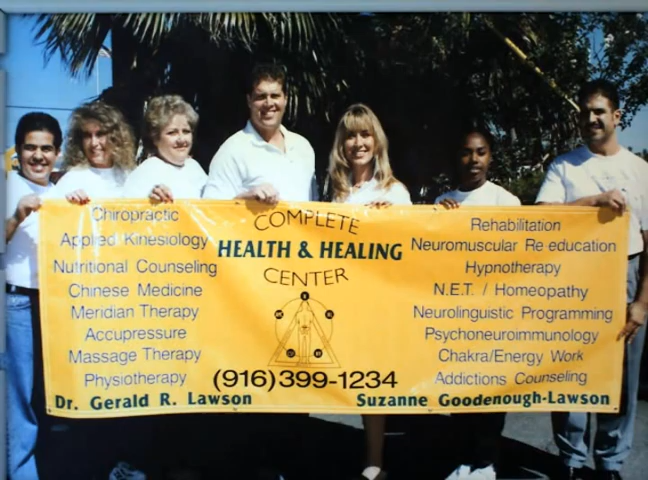 COMPLETE
HEALTH & HEALING
CENTER
Chiropractic
Applied Kinesiology
Nutritional Counseling
Chinese Medicine
Meridian Therapy
Accupressure
Massage Therapy
Physiotherapy
Rehabilitation
Neuromuscular Re education
Hypnotherapy
N.E.T. / Homeopathy
Neurolinguistic Programming
Psychoneuroimmunology
Chakra/Energy Work
Addictions Counseling
(916)399-1234
Dr. Gerald R. Lawson
Suzanne Goodenough-Lawson